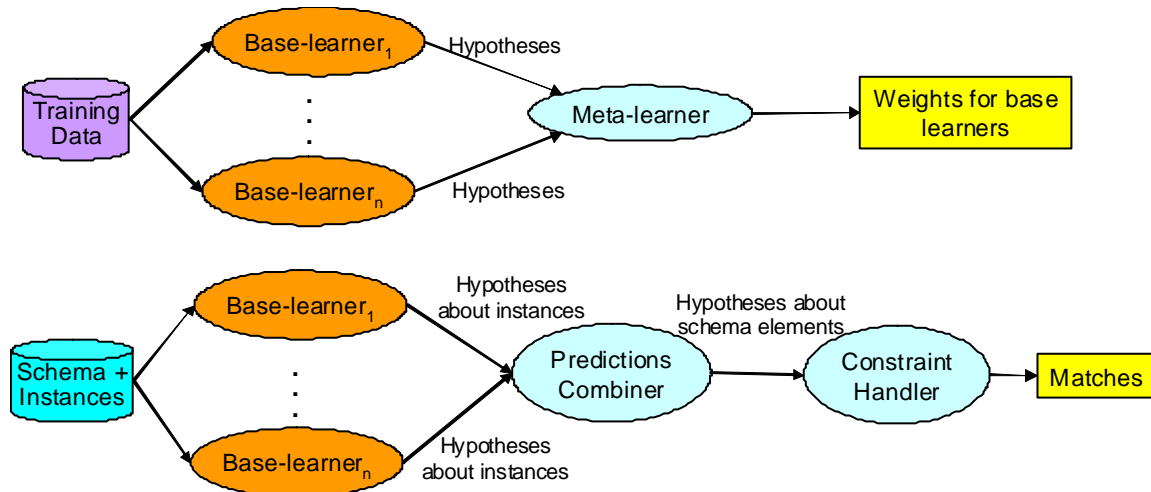 Base-learner1
Hypotheses
Training
Data
Meta-learner
Weights for base
learners
Base-learnern
Hypotheses
Base-learner1
Hypotheses
about instances
Hypotheses about
schema elements
Schema +
Instances
Predictions
Combiner
Constraint
Handler
Matches
Base-learnern
Hypotheses
about instances